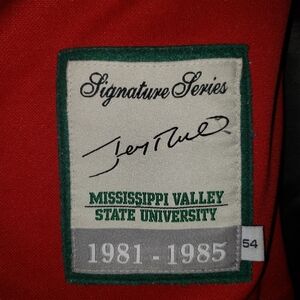 Signature Series
MISSISSIPPI VALLEY
STATE UNIVERSITY
1981 - 1985
54